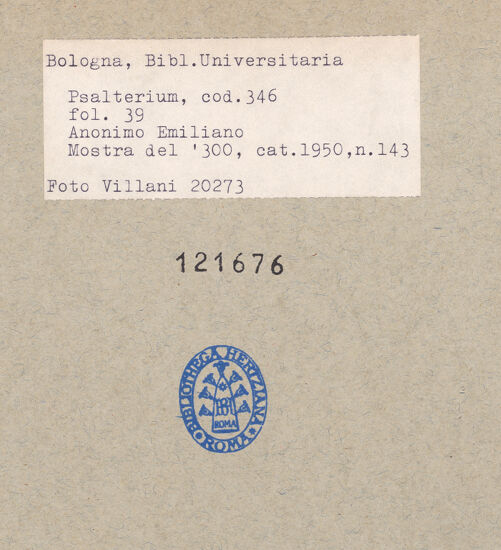 Bologna, Bibl.Universitaria
Psalterium, cod.346
fol. 39
Anonimo Emiliano
Mostra del '300, cat.1950,n.143
Foto Villani 20273
121676
BIBLIOTHECA HERTZIANA
BH
ROMA
* ROMA *